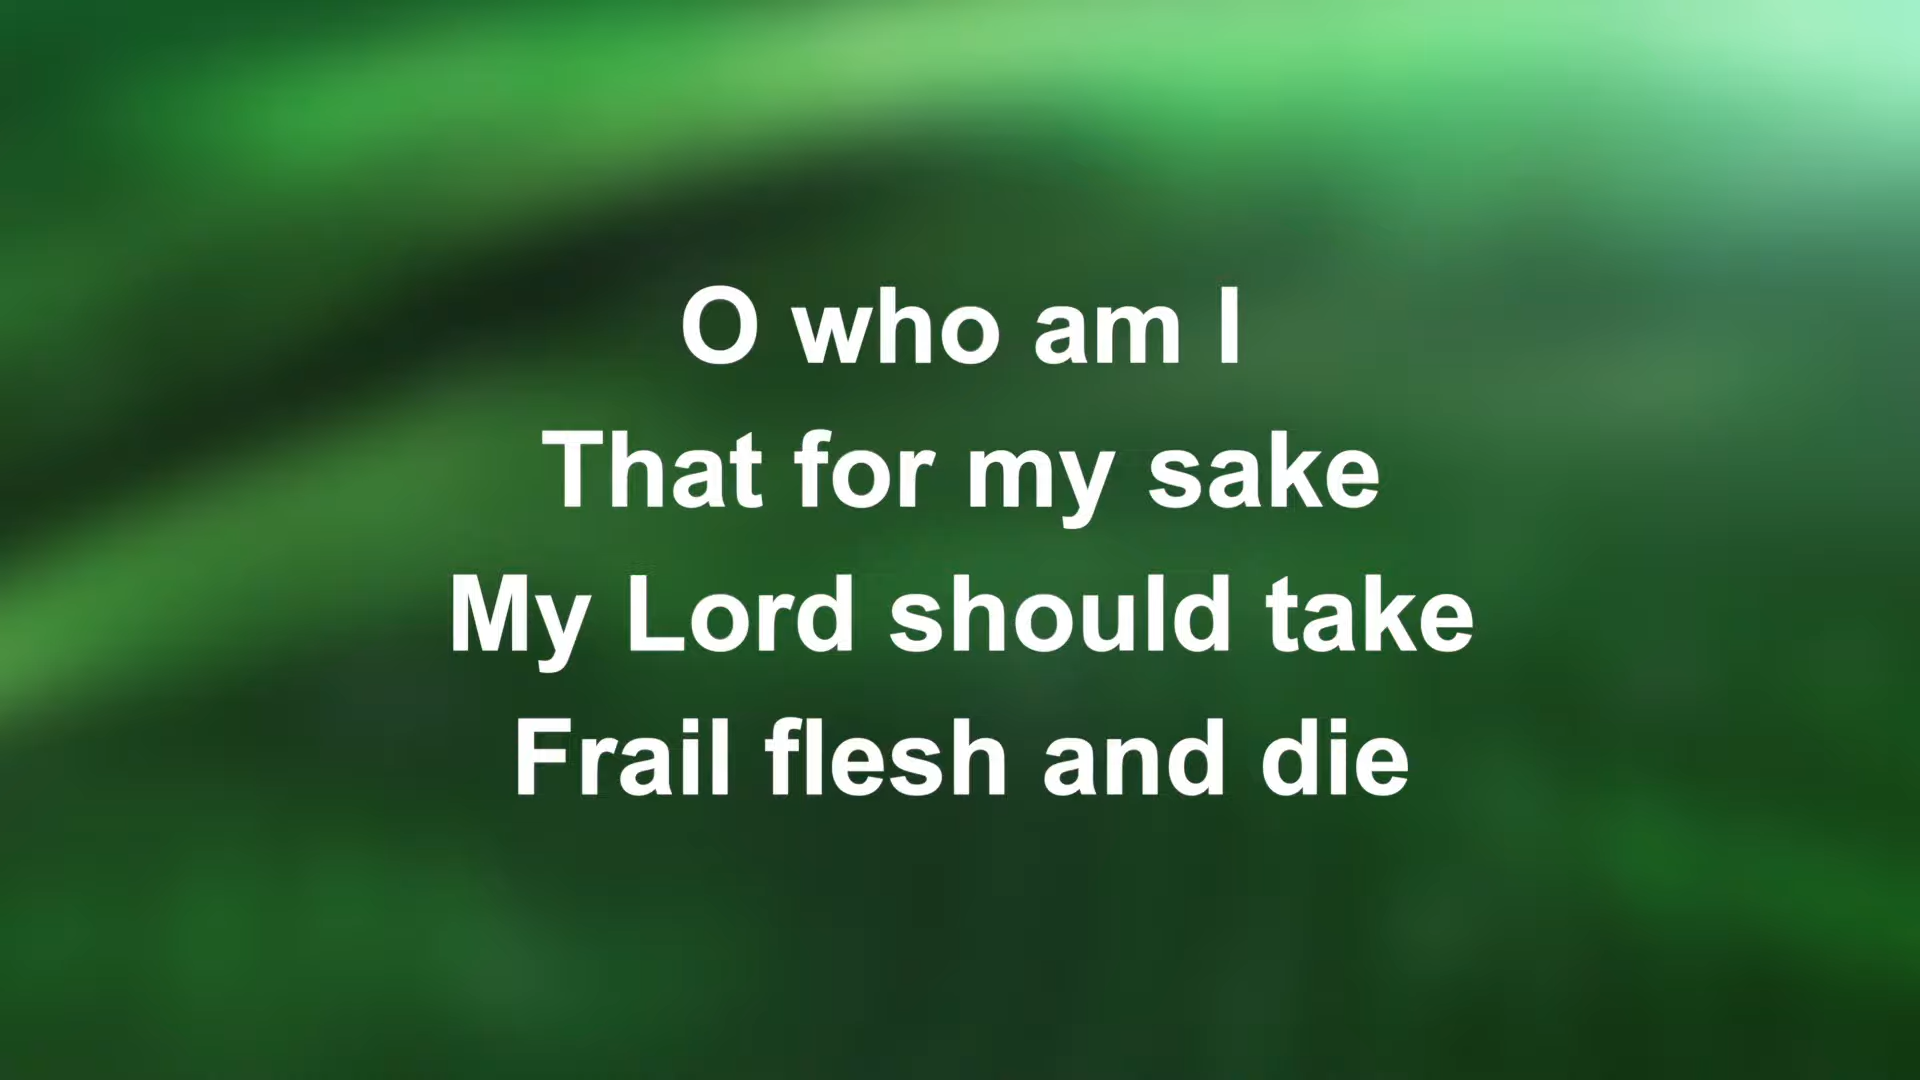 O who am I
That for my sake
My Lord should take
Frail flesh and die